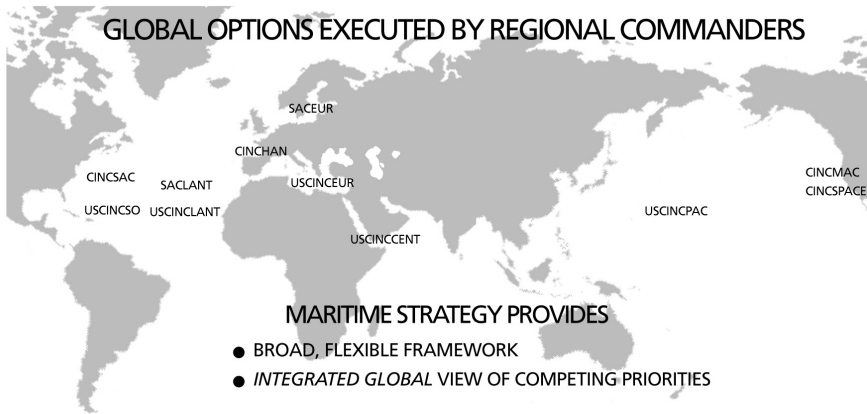 GLOBAL OPTIONS EXECUTED BY REGIONAL COMMANDERS
SACEUR
CINCHAN
CINCSAC
SACLANT
USCINCEUR
CINCMAC
CINCSPACE
USCINCSO
USCINCLANT
USCINCPAC
USCINCCENT
MARITIME STRATEGY PROVIDES
● BROAD, FLEXIBLE FRAMEWORK
● INTEGRATED GLOBAL VIEW OF COMPETING PRIORITIES